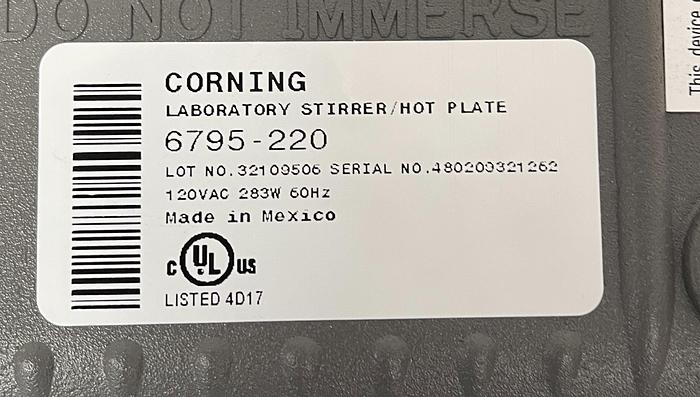 DO NOT IMMERSE
CORNING
LABORATORY STIRRER/HOT PLATE
6795-220
LOT NO.32109506 SERIAL NO.480209321262
120VAC 283W 60Hz
Made in Mexico
C UL US
LISTED 4D17
This device